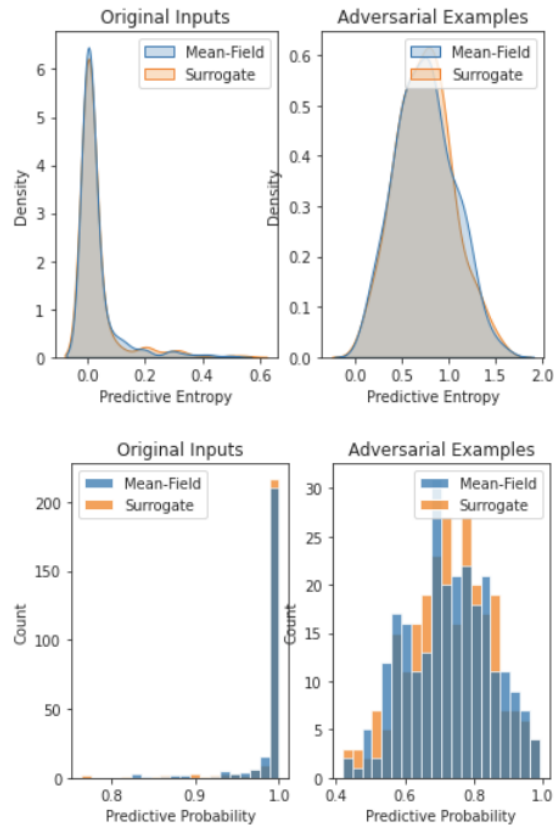 Original Inputs
Mean-Field
Surrogate
Density
6
5
4
3
2
1
0
0.0 0.2 0.4 0.6
Predictive Entropy
Adversarial Examples
Mean-Field
Surrogate
Density
0.6
0.5
0.4
0.3
0.2
0.1
0.0
0.0 0.5 1.0 1.5 2.0
Predictive Entropy
Original Inputs
Mean-Field
Surrogate
Count
200
150
100
50
0
0.8 0.9 1.0
Predictive Probability
Adversarial Examples
Mean-Field
Surrogate
Count
30
25
20
15
10
5
0
0.4 0.6 0.8 1.0
Predictive Probability